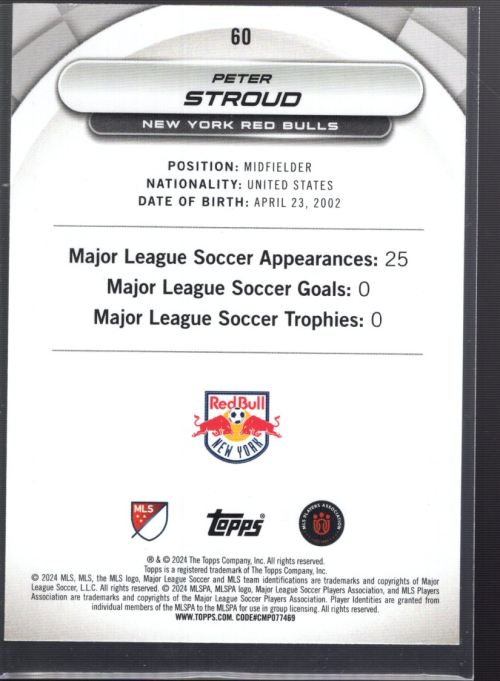 60
PETER
STROUD
NEW YORK RED BULLS
POSITION: MIDFIELDER
NATIONALITY: UNITED STATES
DATE OF BIRTH: APRIL 23, 2002
Major League Soccer Appearances: 25
Major League Soccer Goals: 0
Major League Soccer Trophies: 0
Red Bull
NEW YORK
MLS
Topps®
MLS PLAYERS ASSOCIATION
® & © 2024 The Topps Company, Inc. All rights reserved.
Topps is a registered trademark of The Topps Company, Inc.
© 2024 MLS, MLS, the MLS logo, Major League Soccer and MLS team identifications are trademarks and copyrights of Major
League Soccer, L.L.C. All rights reserved. © 2024 MLSPA, MLSPA logo, Major League Soccer Players Association, and MLS Players
Association are trademarks and copyrights of the Major League Soccer Players Association. Player Identities are granted from
individual members of the MLSPA to the MLSPA for use in group licensing. All rights reserved.
WWW.TOPPS.COM. CODE#CMP077469